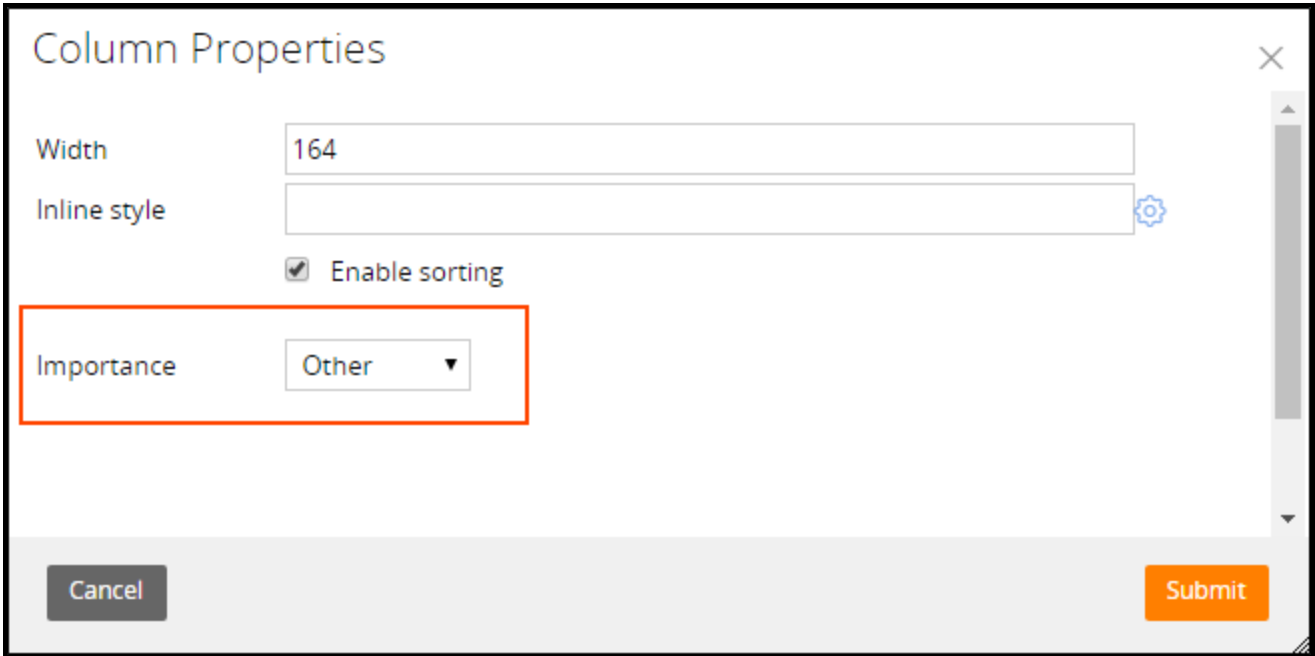 Column Properties
Width 164
Inline style
Enable sorting
Importance Other
Cancel Submit